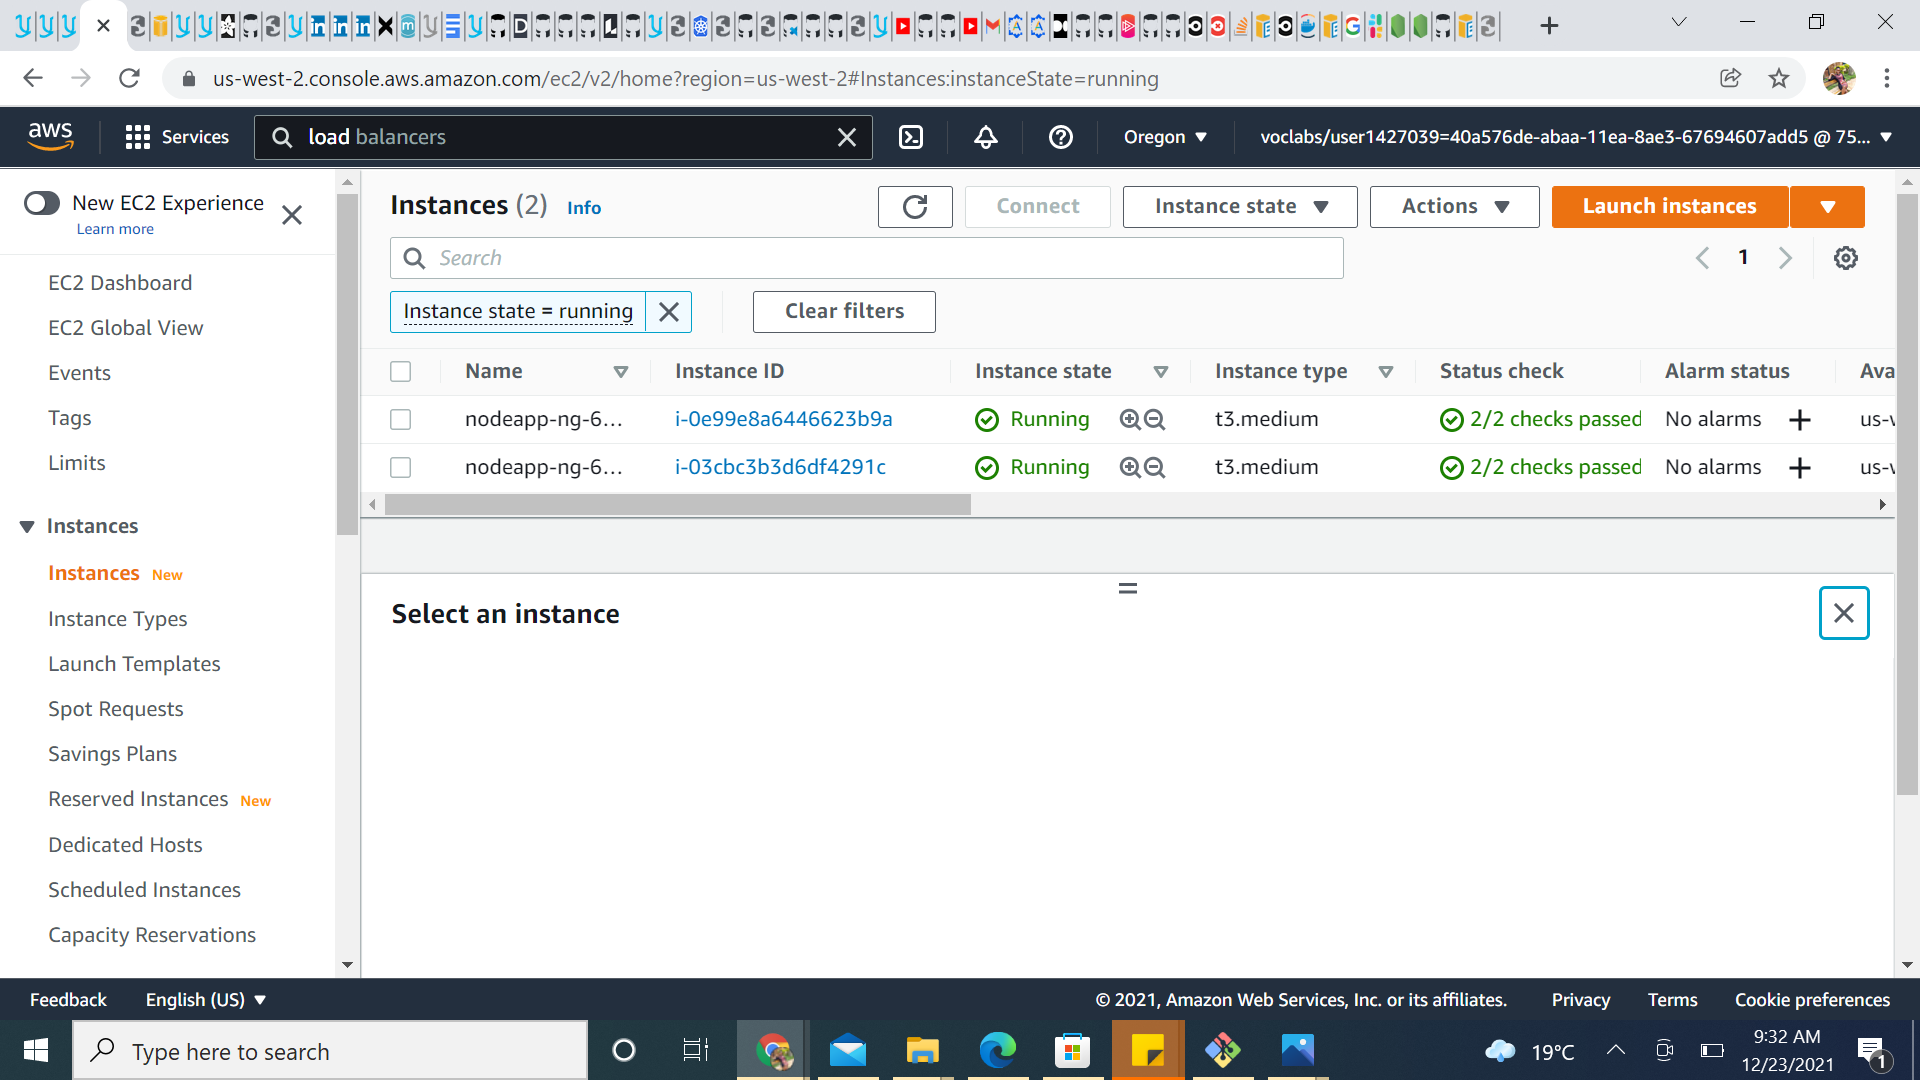 us-west-2.console.aws.amazon.com/ec2/v2/home?region=us-west-2#Instances:instanceState=running
aws
Services
load balancers
Oregon
voclabs/user1427039=40a576de-abaa-11ea-8ae3-67694607add5 @ 75...
New EC2 Experience
Learn more
EC2 Dashboard
EC2 Global View
Events
Tags
Limits
Instances
Instances New
Instance Types
Launch Templates
Spot Requests
Savings Plans
Reserved Instances New
Dedicated Hosts
Scheduled Instances
Capacity Reservations
Instances (2) Info
Connect
Instance state
Actions
Launch instances
Search
1
Instance state = running
Clear filters
Name Instance ID Instance state Instance type Status check Alarm status Ava
nodeapp-ng-6... i-0e99e8a6446623b9a Running t3.medium 2/2 checks passed No alarms + us-w
nodeapp-ng-6... i-03cbc3b3d6df4291c Running t3.medium 2/2 checks passed No alarms + us-w
Select an instance
Feedback English (US) © 2021, Amazon Web Services, Inc. or its affiliates. Privacy Terms Cookie preferences
Type here to search
19°C
9:32 AM
12/23/2021
1